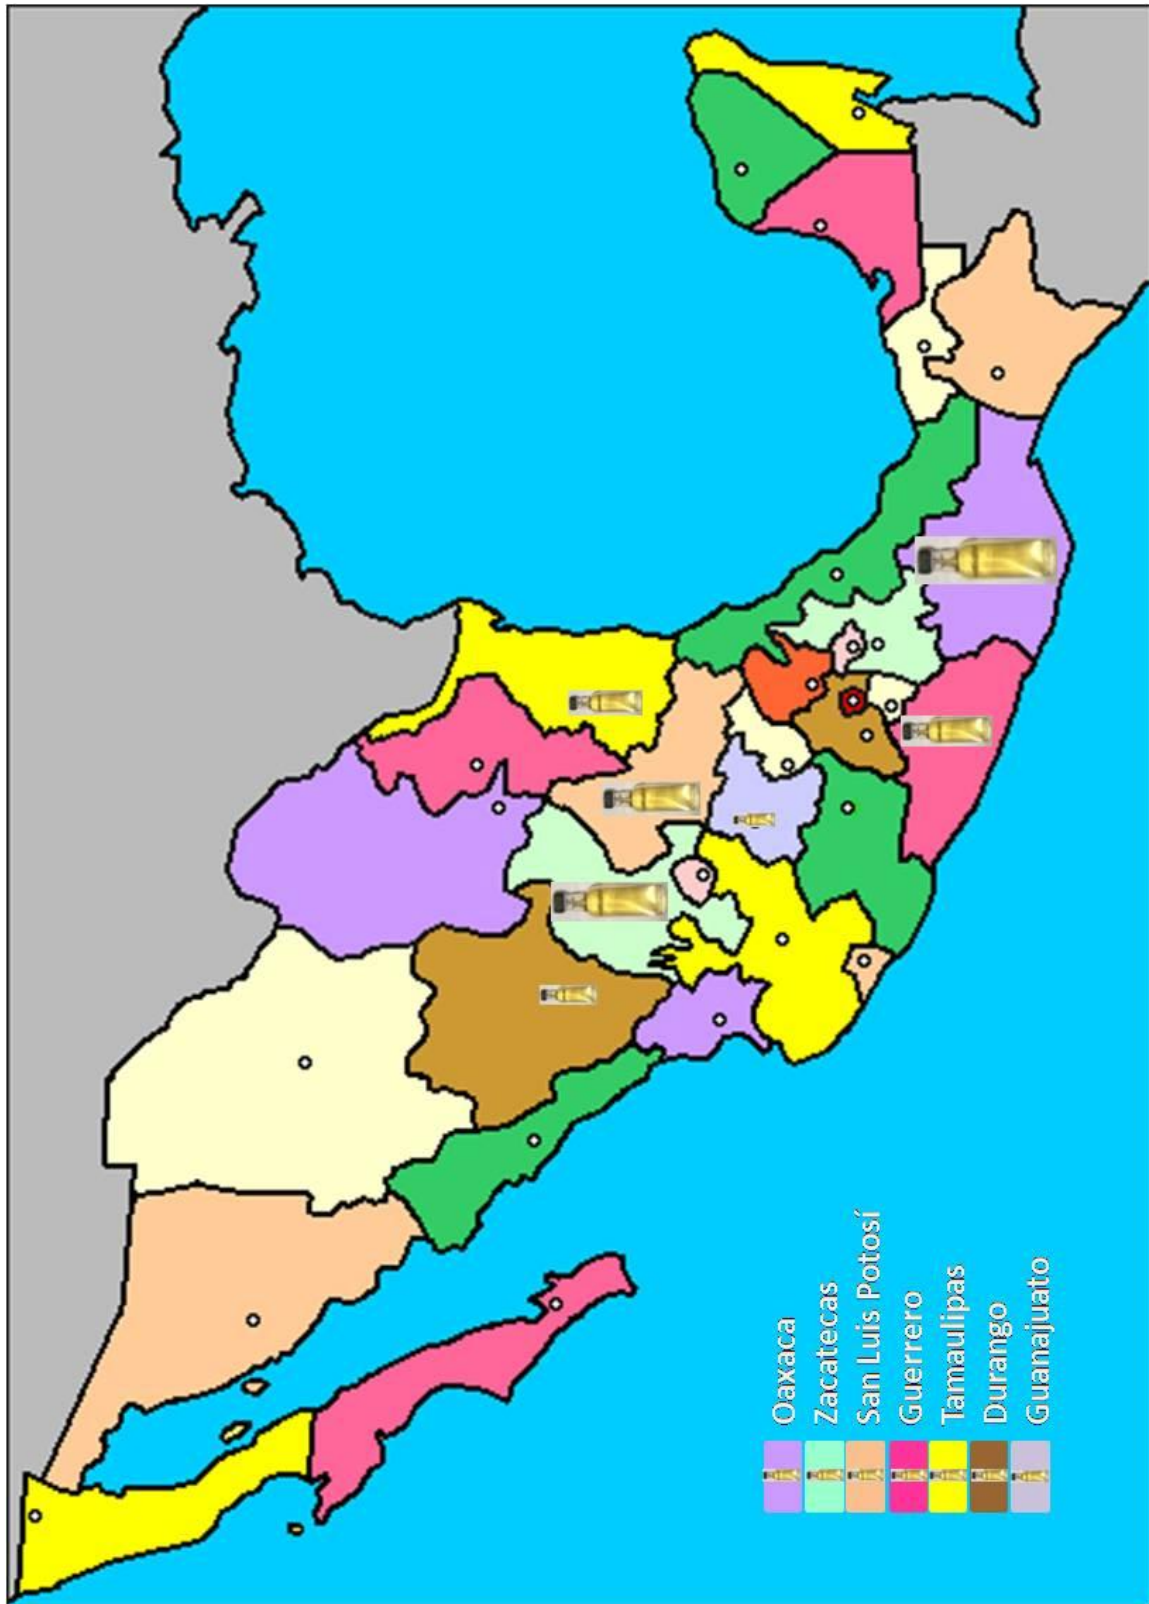 Oaxaca
Zacatecas
San Luis Potosí
Guerrero
Tamaulipas
Durango
Guanajuato